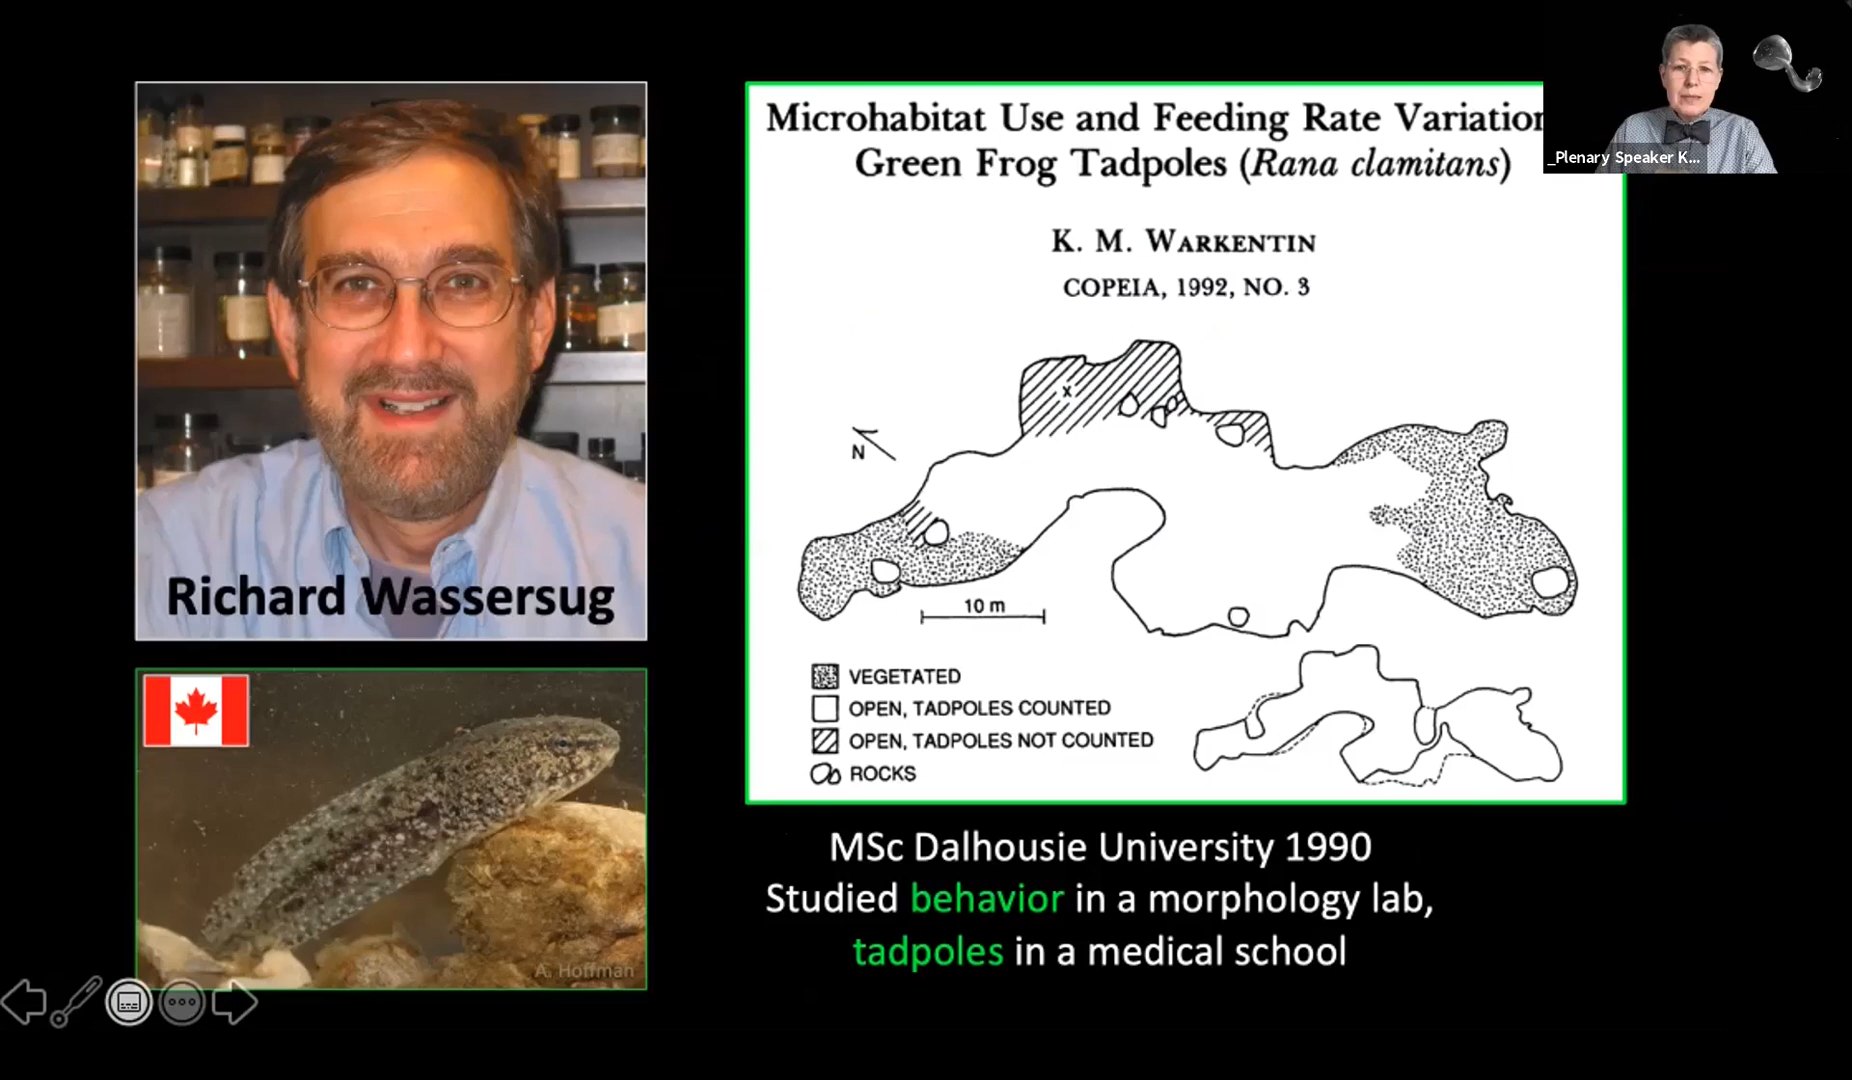 Microhabitat Use and Feeding Rate Variation
Green Frog Tadpoles (Rana clamitans)
K. M. WARKENTIN
COPEIA, 1992, NO. 3
x
N
10 m
VEGETATED
OPEN, TADPOLES COUNTED
OPEN, TADPOLES NOT COUNTED
ROCKS
Richard Wassersug
A. Hoffman
MSc Dalhousie University 1990
Studied behavior in a morphology lab,
tadpoles in a medical school
_Plenary Speaker K...